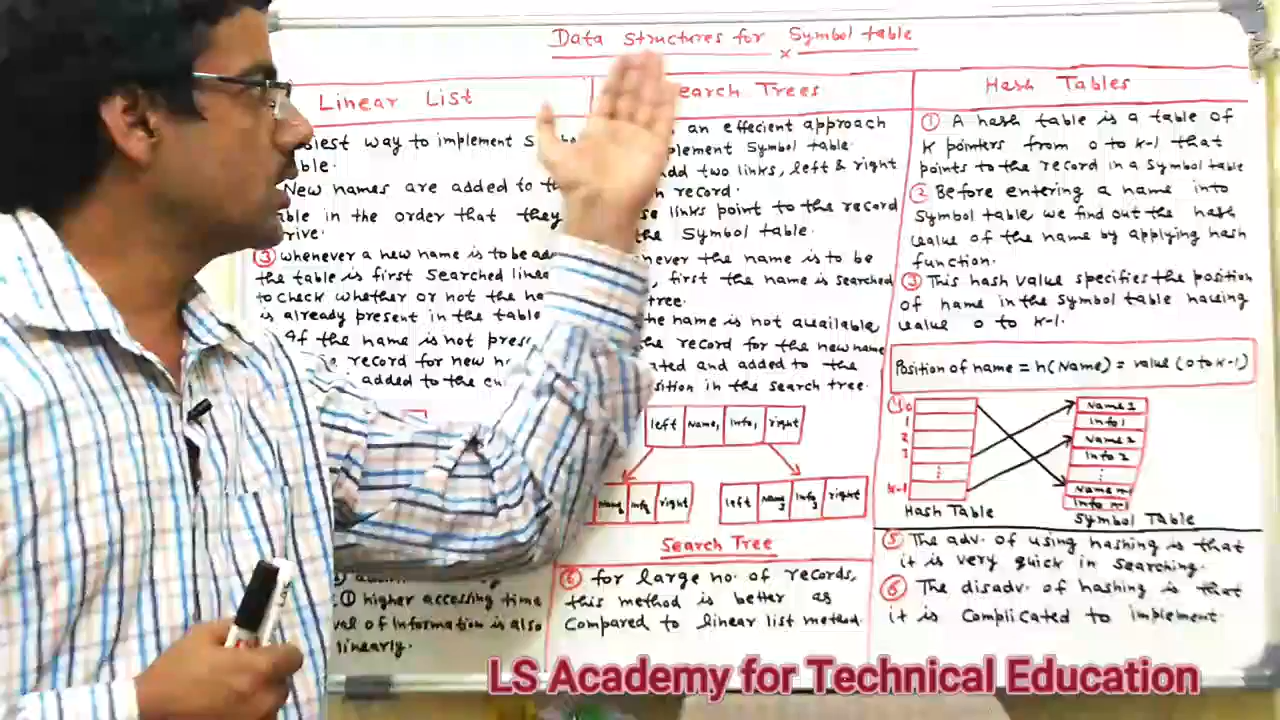 Data structures for Symbol table
x
Linear List
way to implement
New names are added to
in the order that they
③ whenever a new name is to be
the table is first searched
to check whether or not the
is already present in the table
If the name is not
record for new
added to the
① higher accessing time
of information is also
linearly.
Search Trees
an effecient approach
Symbol table.
two links, left & right
record.
links point to the record
the Symbol table.
the name is to be
first the name is searched
tree.
the name is not available
the record for the new name
and added to the
in the search tree.
left Name1 Info1 right
Name2 Info2 right
left Name3 Info3 right
Search Tree
⑥ for large no. of records,
this method is better as
compared to linear list method.
Hash Tables
① A hash table is a table of
K pointers from 0 to k-1 that
points to the record in a Symbol table
② Before entering a name into
Symbol table we find out the hash
value of the name by applying hash
function.
③ This hash value specifies the position
of name in the symbol table having
value 0 to k-1.
Position of name = h(Name) = value (0 to k-1)
④ 0
1
2
3
⋮
k-1
Name 1
Info 1
Name 2
Info 2
⋮
Name n-1
Info n-1
Hash Table
Symbol Table
⑤ The adv. of using hashing is that
it is very quick in searching.
⑥ The disadv. of hashing is that
it is complicated to implement.
LS Academy for Technical Education